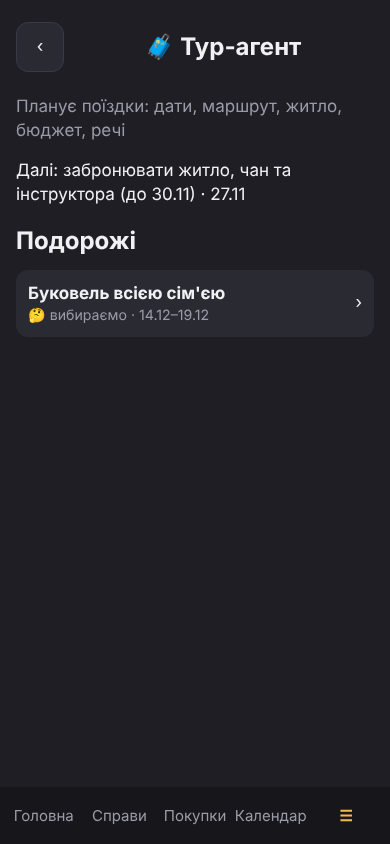 ‹
🧳 Тур-агент
Планує поїздки: дати, маршрут, житло,
бюджет, речі
Далі: забронювати житло, чан та
інструктора (до 30.11) · 27.11
Подорожі
Буковель всією сім'єю
🤔 вибираємо · 14.12–19.12
›
Головна Справи Покупки Календар ☰